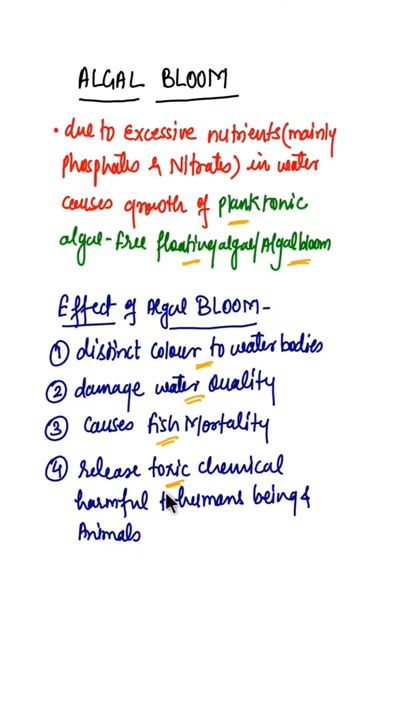 ALGAL BLOOM
• due to Excessive nutrients (mainly
Phosphates & Nitrates) in water
causes growth of planktonic
algae-free floating algae/Algal bloom
Effect of Algal BLOOM-
① distinct colour to water bodies
② damage water Quality
③ causes fish Mortality
④ release toxic chemical
harmful to humans being &
Animals